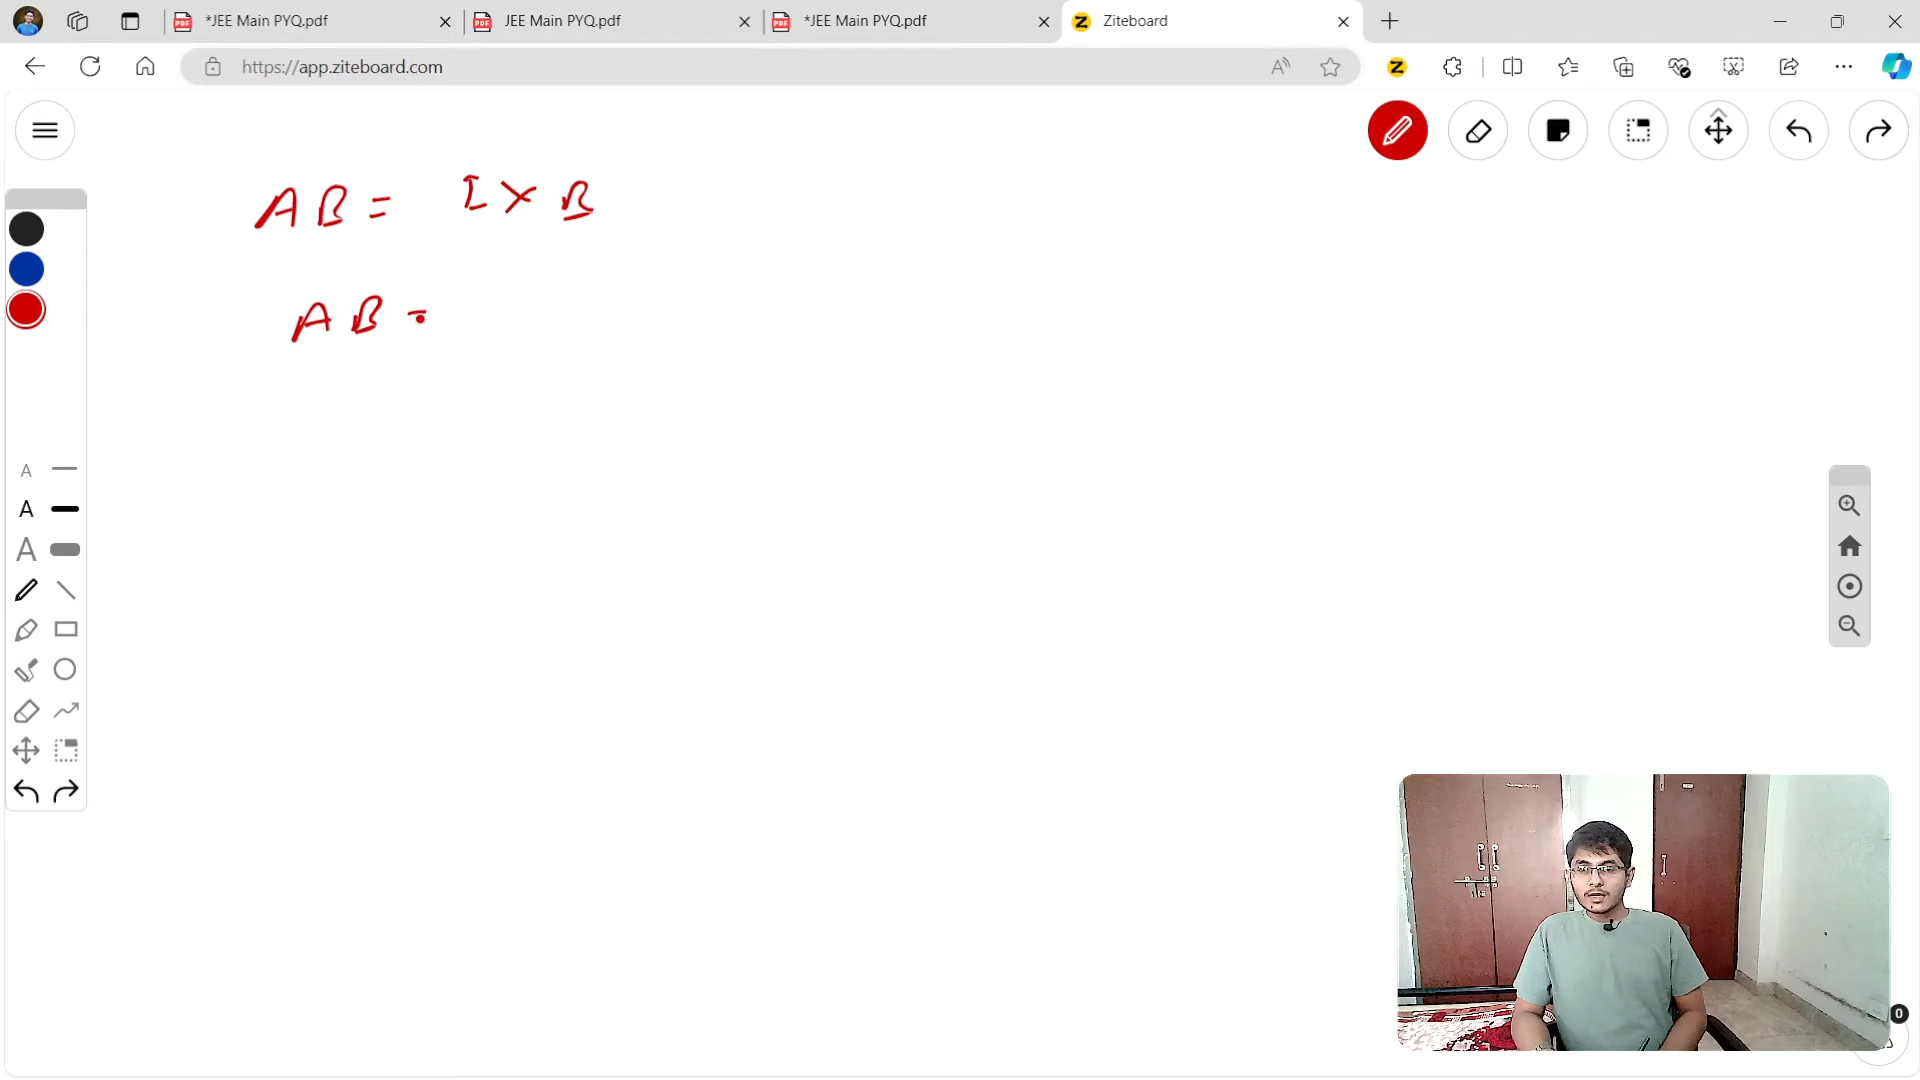 *JEE Main PYQ.pdf JEE Main PYQ.pdf *JEE Main PYQ.pdf Ziteboard
https://app.ziteboard.com
AB = I × B
AB =
A
A
A
0